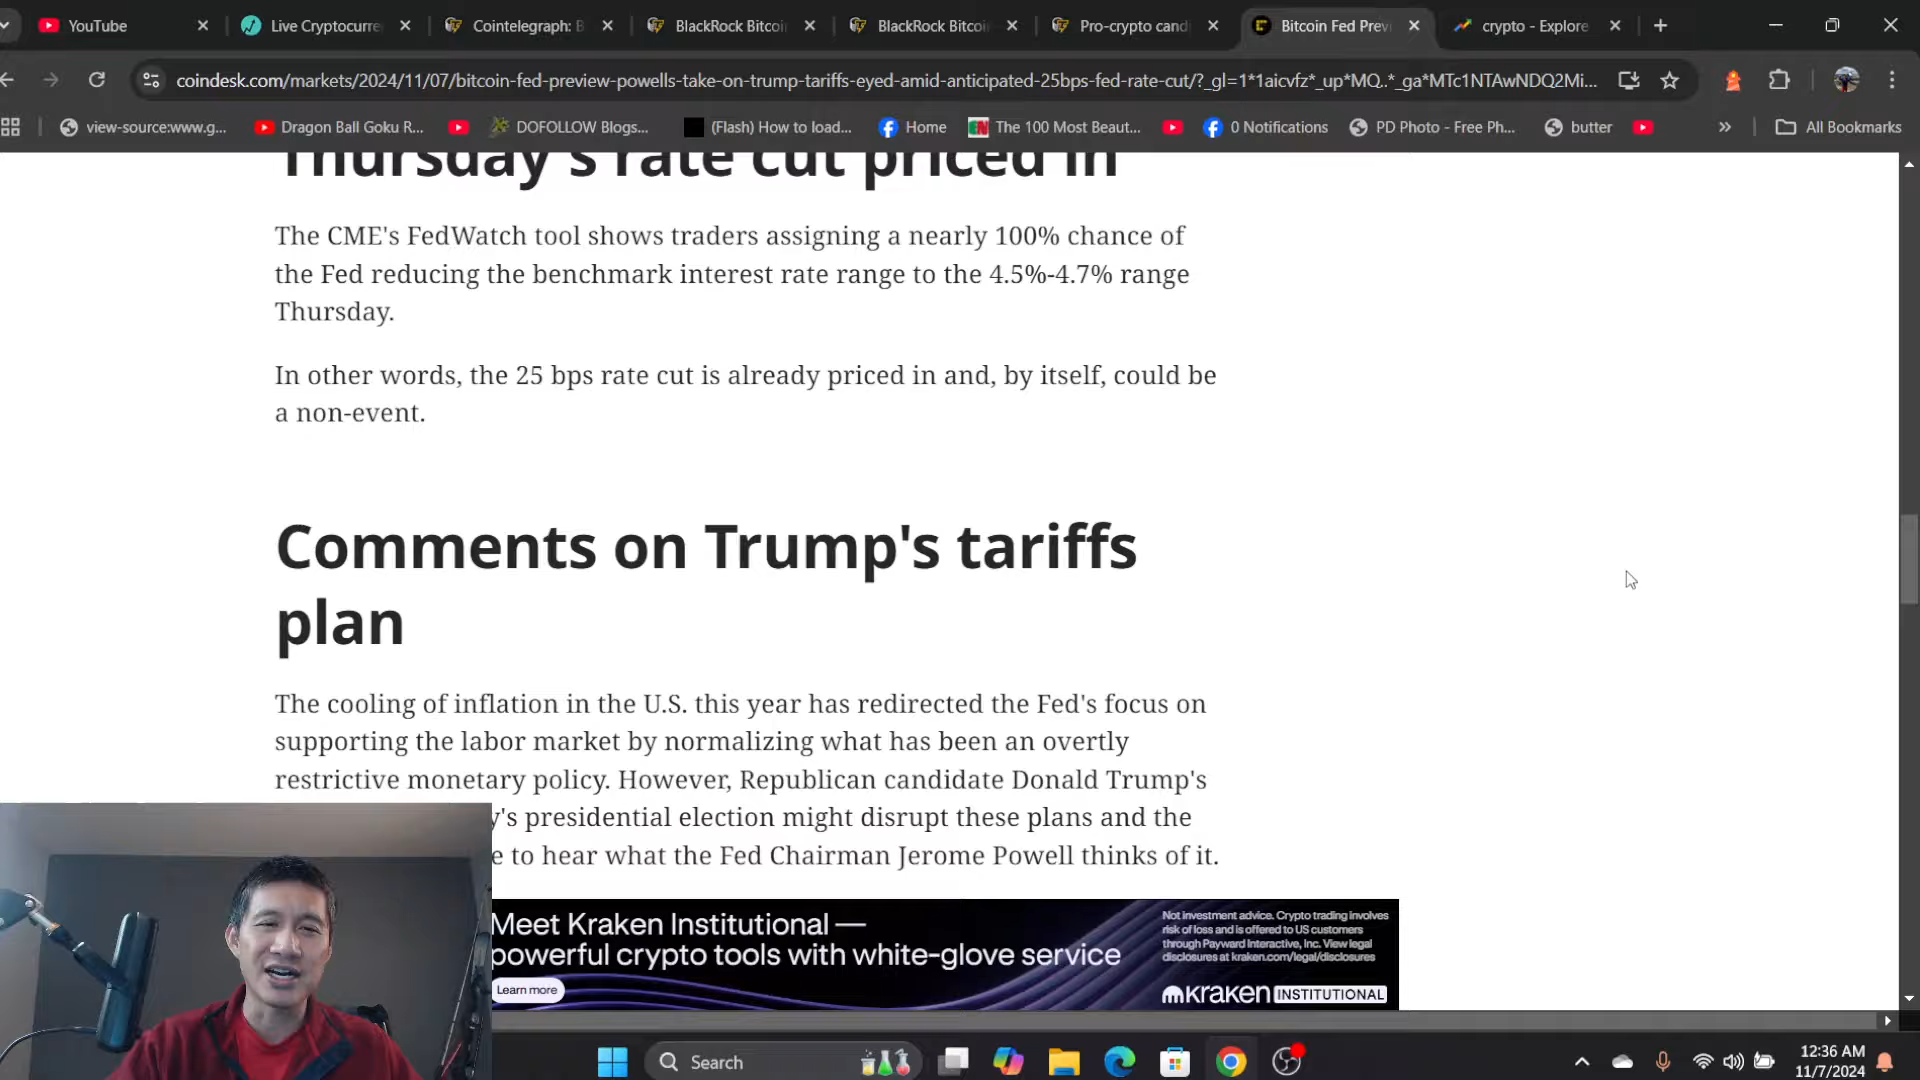 YouTube
Live Cryptocurre
Cointelegraph: B
BlackRock Bitcoi
BlackRock Bitcoi
Pro-crypto cand
Bitcoin Fed Prev
crypto - Explore
coindesk.com/markets/2024/11/07/bitcoin-fed-preview-powells-take-on-trump-tariffs-eyed-amid-anticipated-25bps-fed-rate-cut/?_gl=1*1aicvfz*_up*MQ..*_ga*MTc1NTAwNDQ2Mi...
view-source:www.g...
Dragon Ball Goku R...
DOFOLLOW Blogs...
(Flash) How to load...
Home
The 100 Most Beaut...
0 Notifications
PD Photo - Free Ph...
butter
»
All Bookmarks
Thursday's rate cut priced in
The CME's FedWatch tool shows traders assigning a nearly 100% chance of
the Fed reducing the benchmark interest rate range to the 4.5%-4.7% range
Thursday.
In other words, the 25 bps rate cut is already priced in and, by itself, could be
a non-event.
Comments on Trump's tariffs
plan
The cooling of inflation in the U.S. this year has redirected the Fed's focus on
supporting the labor market by normalizing what has been an overtly
restrictive monetary policy. However, Republican candidate Donald Trump's
y's presidential election might disrupt these plans and the
e to hear what the Fed Chairman Jerome Powell thinks of it.
Meet Kraken Institutional —
powerful crypto tools with white-glove service
Learn more
Not investment advice. Crypto trading involves
risk of loss and is offered to US customers
through Payward Interactive, Inc. View legal
disclosures at kraken.com/legal/disclosures
kraken INSTITUTIONAL
Search
12:36 AM
11/7/2024